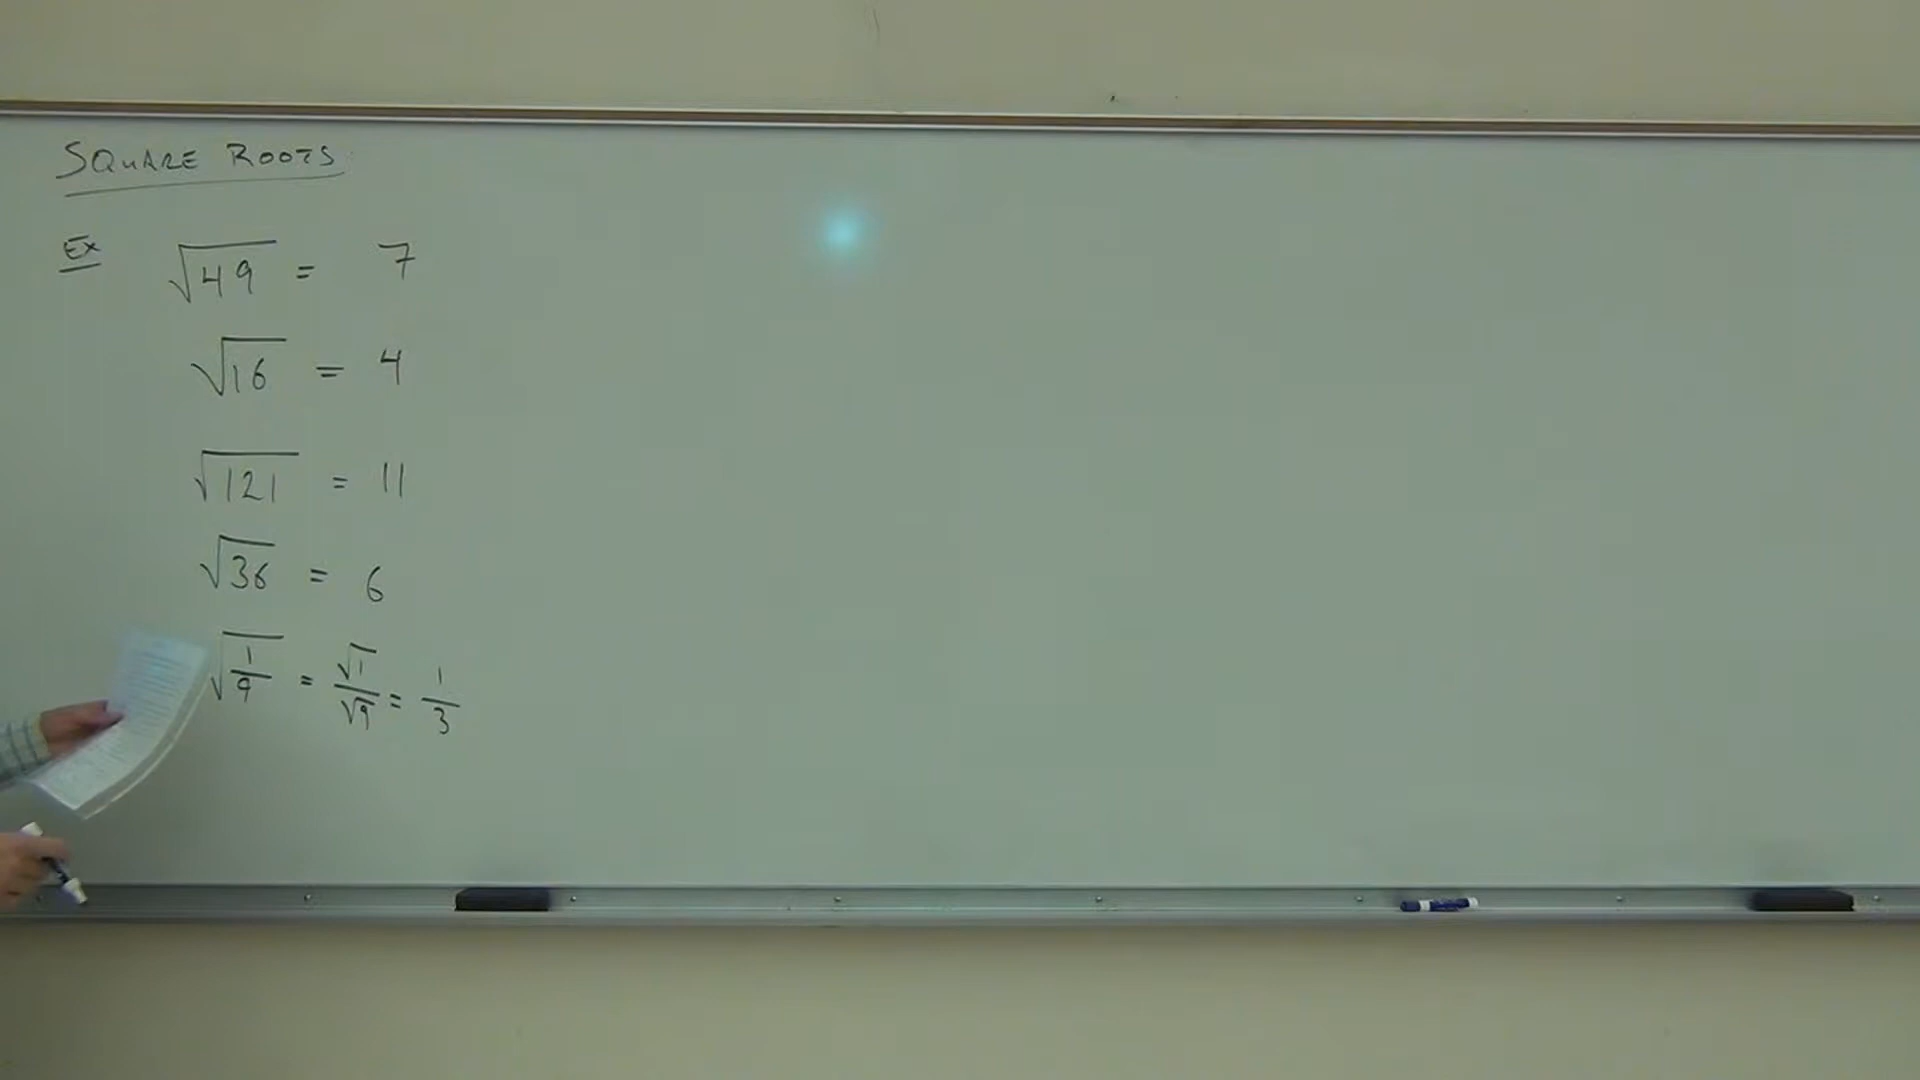 SQUARE ROOTS
Ex √49 = 7
√16 = 4
√121 = 11
√36 = 6
√(1/9) = √1/√9 = 1/3